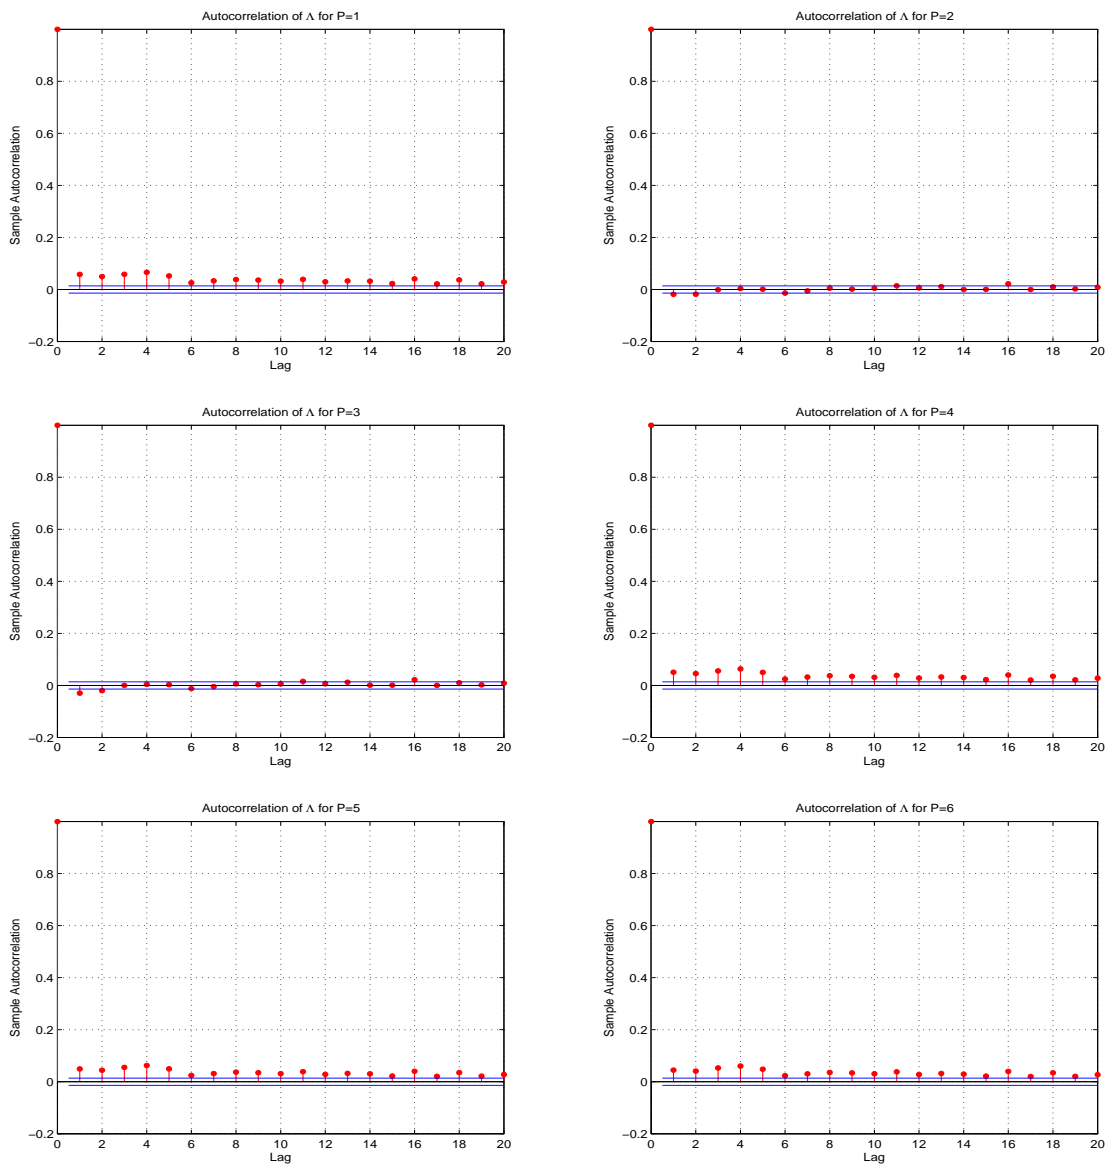 Autocorrelation of Λ for P=1
Sample Autocorrelation
0.8
0.6
0.4
0.2
0
−0.2
0 2 4 6 8 10 12 14 16 18 20
Lag
Autocorrelation of Λ for P=2
Sample Autocorrelation
0.8
0.6
0.4
0.2
0
−0.2
0 2 4 6 8 10 12 14 16 18 20
Lag
Autocorrelation of Λ for P=3
Sample Autocorrelation
0.8
0.6
0.4
0.2
0
−0.2
0 2 4 6 8 10 12 14 16 18 20
Lag
Autocorrelation of Λ for P=4
Sample Autocorrelation
0.8
0.6
0.4
0.2
0
−0.2
0 2 4 6 8 10 12 14 16 18 20
Lag
Autocorrelation of Λ for P=5
Sample Autocorrelation
0.8
0.6
0.4
0.2
0
−0.2
0 2 4 6 8 10 12 14 16 18 20
Lag
Autocorrelation of Λ for P=6
Sample Autocorrelation
0.8
0.6
0.4
0.2
0
−0.2
0 2 4 6 8 10 12 14 16 18 20
Lag